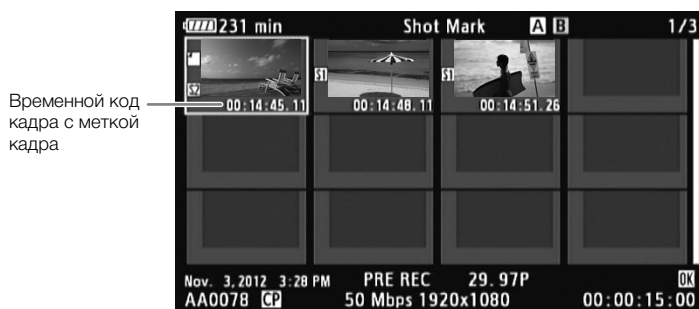 231 min Shot Mark A B 1/3
S2
00:14:45.11
S1
00:14:48.11
S1
00:14:51.26
Временной код
кадра с меткой
кадра
Nov. 3,2012 3:28 PM PRE REC 29.97P OK
AA0078 CP 50 Mbps 1920x1080 00:00:15:00